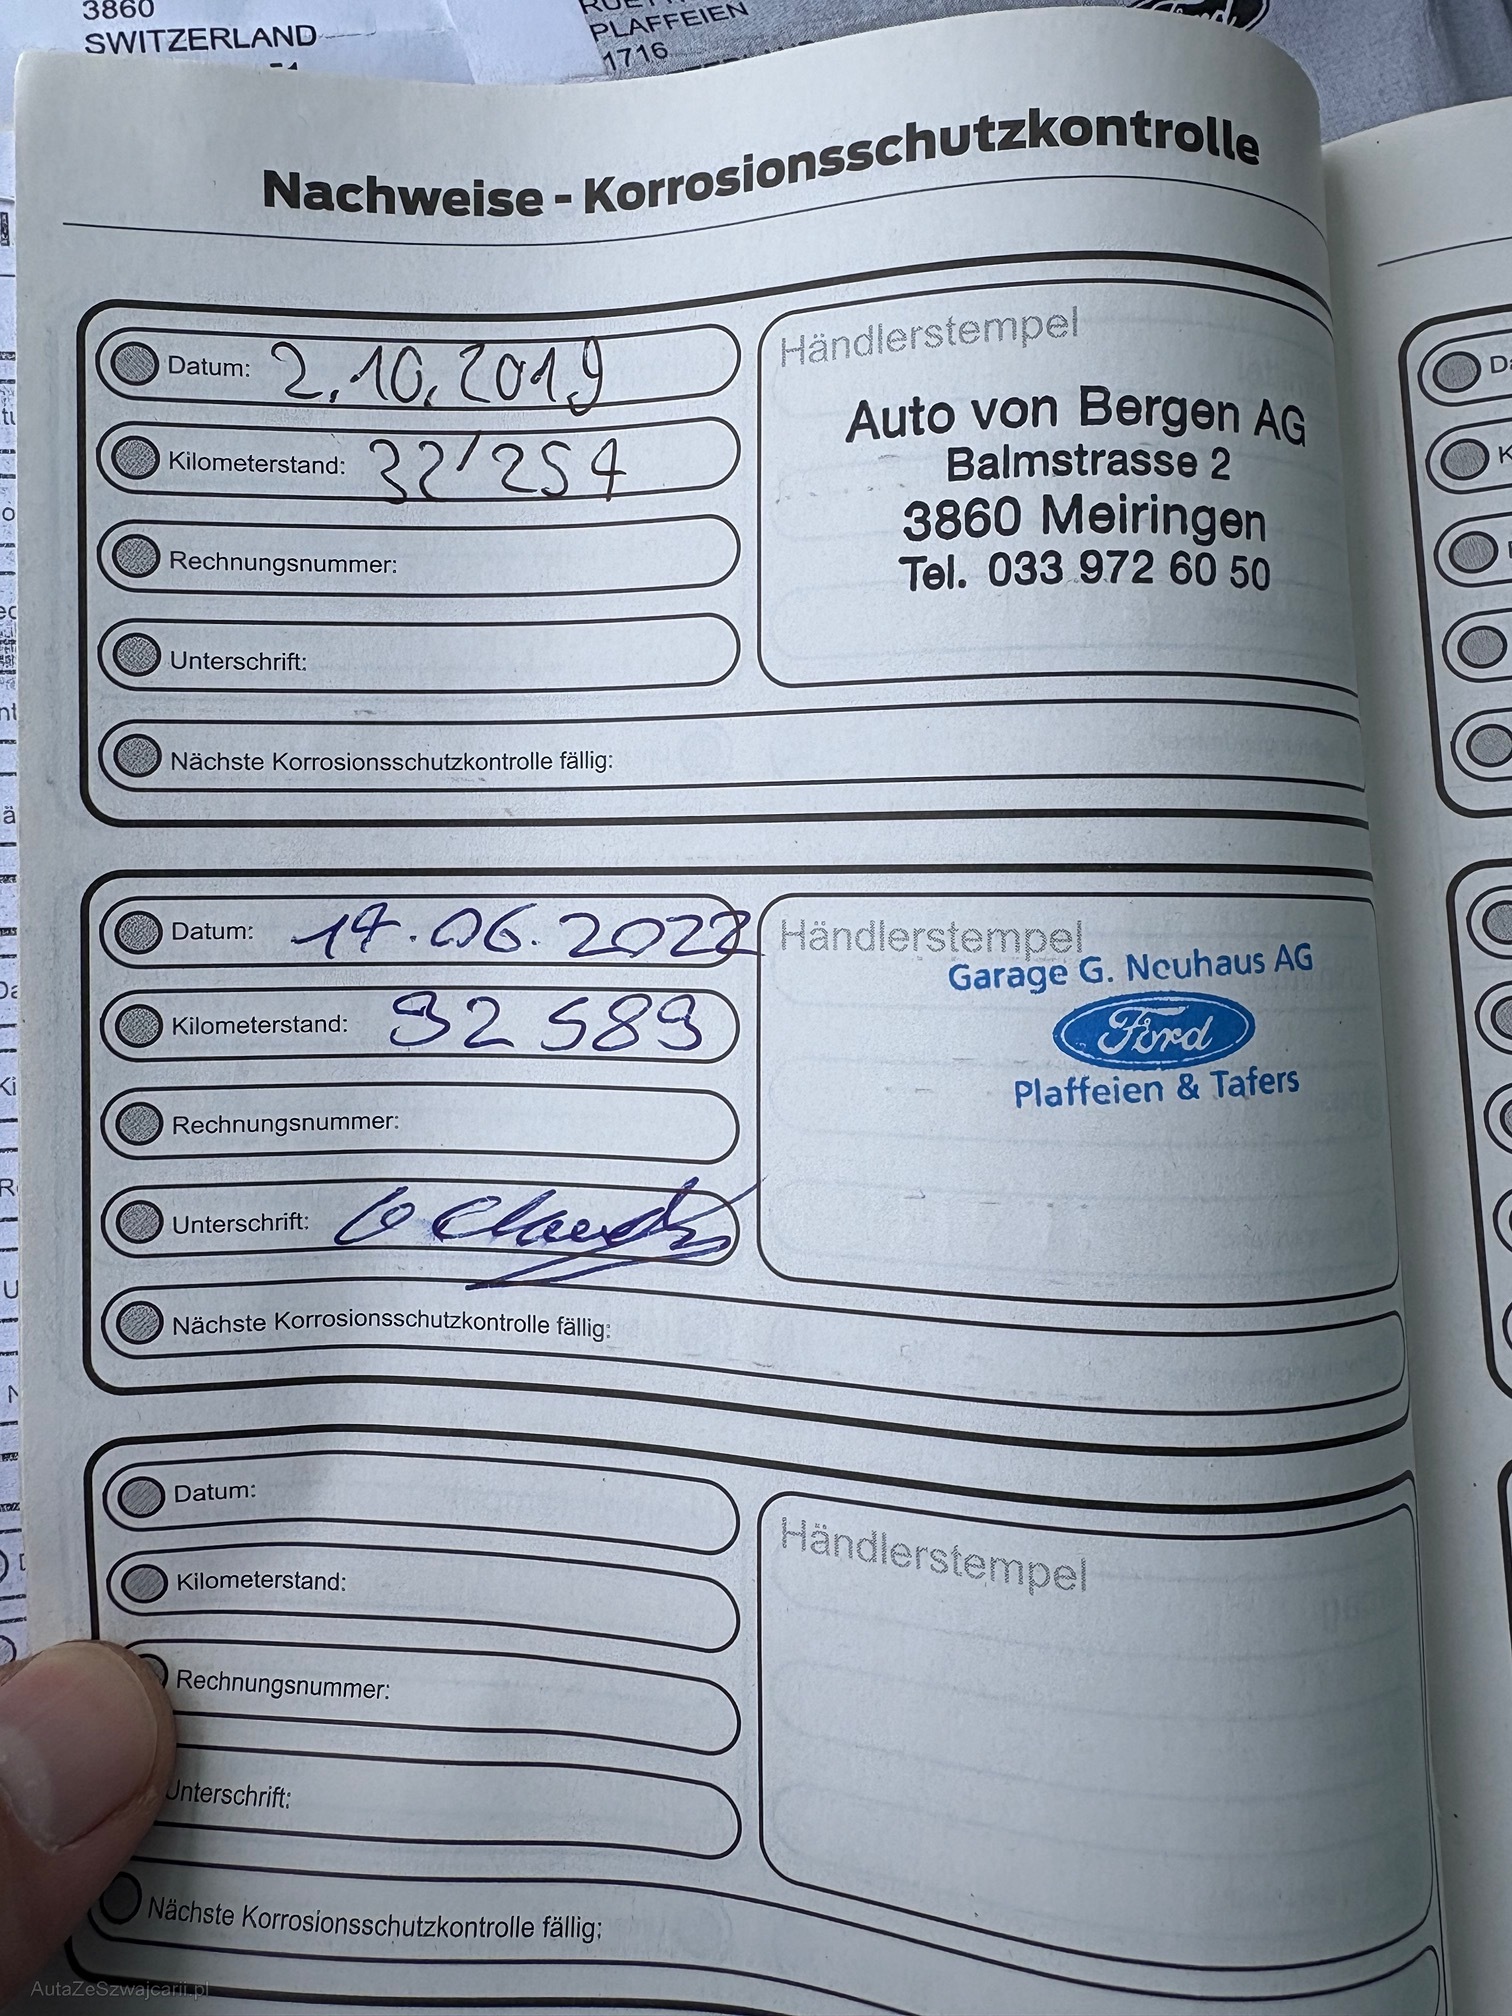 3860
SWITZERLAND
PLAFFEIEN
1716
Nachweise - Korrosionsschutzkontrolle
Datum: 2.10.2019
Kilometerstand: 32'254
Rechnungsnummer:
Unterschrift:
Nächste Korrosionsschutzkontrolle fällig:
Händlerstempel
Auto von Bergen AG
Balmstrasse 2
3860 Meiringen
Tel. 033 972 60 50
Datum: 14.06.2022
Kilometerstand: 92 589
Rechnungsnummer:
Unterschrift:
Nächste Korrosionsschutzkontrolle fällig:
Händlerstempel
Garage G. Neuhaus AG
Ford
Plaffeien & Tafers
Datum:
Kilometerstand:
Rechnungsnummer:
Unterschrift:
Nächste Korrosionsschutzkontrolle fällig:
Händlerstempel
AutaZeSzwajcarii.pl